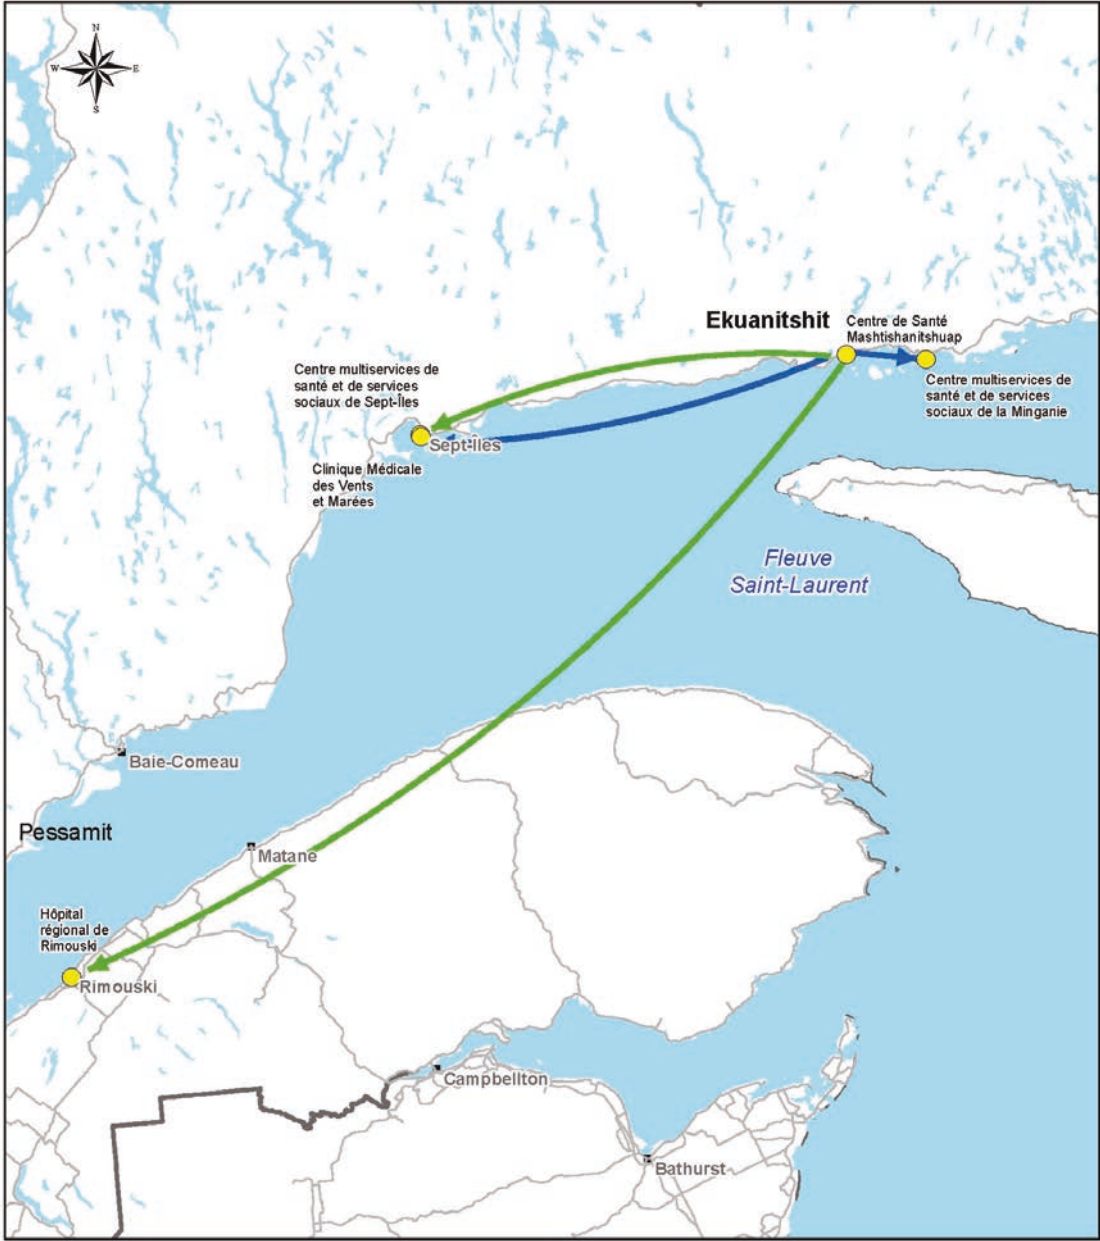 N
W
E
S
Ekuanitshit
Centre de Santé
Mashtishanitshuap
Centre multiservices de
santé et de services
sociaux de Sept-Îles
Centre multiservices de
santé et de services
sociaux de la Minganie
Sept-Îles
Clinique Médicale
des Vents
et Marées
Fleuve
Saint-Laurent
Baie-Comeau
Pessamit
Matane
Hôpital
régional de
Rimouski
Rimouski
Campbellton
Bathurst